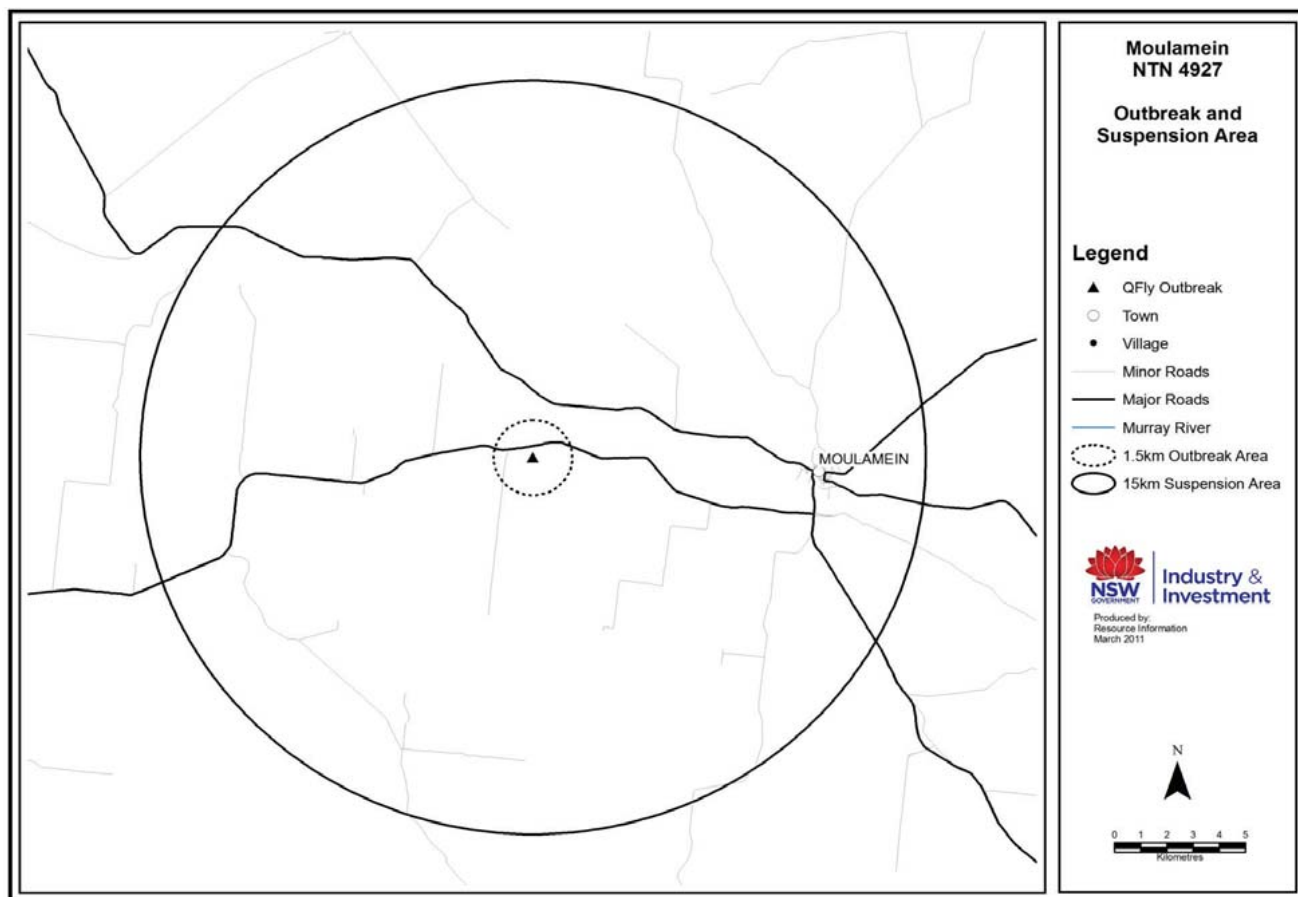 Moulamein
NTN 4927
Outbreak and
Suspension Area
Legend
QFly Outbreak
Town
Village
Minor Roads
Major Roads
Murray River
1.5km Outbreak Area
15km Suspension Area
NSW
GOVERNMENT
Industry &
Investment
Produced by:
Resource Information
March 2011
N
0 1 2 3 4 5
Kilometres
MOULAMEIN